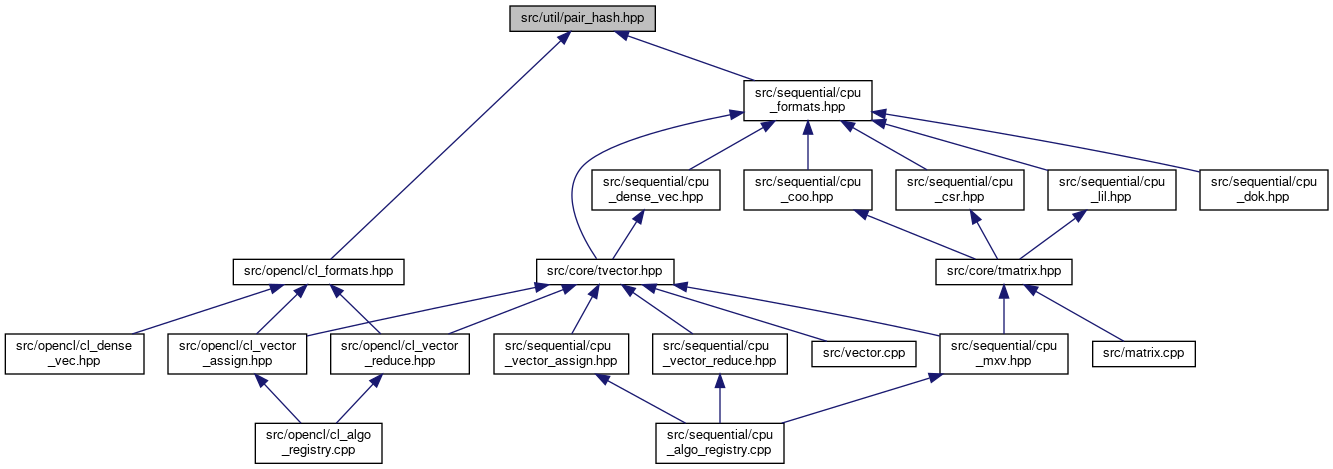 src/util/pair_hash.hpp
src/sequential/cpu
_formats.hpp
src/sequential/cpu
_dense_vec.hpp
src/sequential/cpu
_coo.hpp
src/sequential/cpu
_csr.hpp
src/sequential/cpu
_lil.hpp
src/sequential/cpu
_dok.hpp
src/opencl/cl_formats.hpp
src/core/tvector.hpp
src/core/tmatrix.hpp
src/opencl/cl_dense
_vec.hpp
src/opencl/cl_vector
_assign.hpp
src/opencl/cl_vector
_reduce.hpp
src/sequential/cpu
_vector_assign.hpp
src/sequential/cpu
_vector_reduce.hpp
src/vector.cpp
src/sequential/cpu
_mxv.hpp
src/matrix.cpp
src/opencl/cl_algo
_registry.cpp
src/sequential/cpu
_algo_registry.cpp